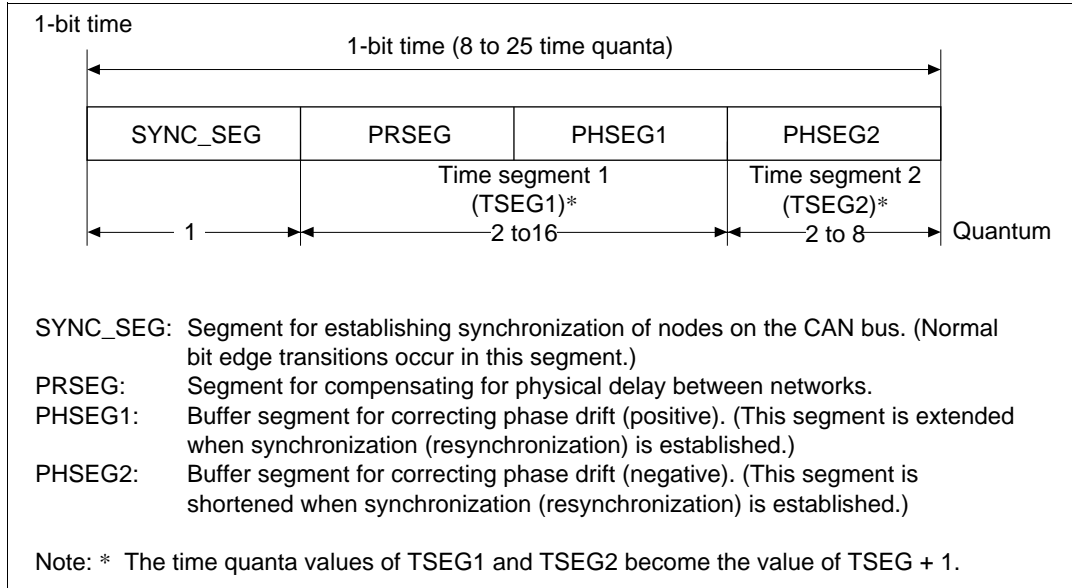 1-bit time
1-bit time (8 to 25 time quanta)
SYNC_SEG PRSEG PHSEG1 PHSEG2
Time segment 1 Time segment 2
(TSEG1)* (TSEG2)*
1 2 to16 2 to 8 Quantum
SYNC_SEG: Segment for establishing synchronization of nodes on the CAN bus. (Normal
bit edge transitions occur in this segment.)
PRSEG: Segment for compensating for physical delay between networks.
PHSEG1: Buffer segment for correcting phase drift (positive). (This segment is extended
when synchronization (resynchronization) is established.)
PHSEG2: Buffer segment for correcting phase drift (negative). (This segment is
shortened when synchronization (resynchronization) is established.)
Note: * The time quanta values of TSEG1 and TSEG2 become the value of TSEG + 1.